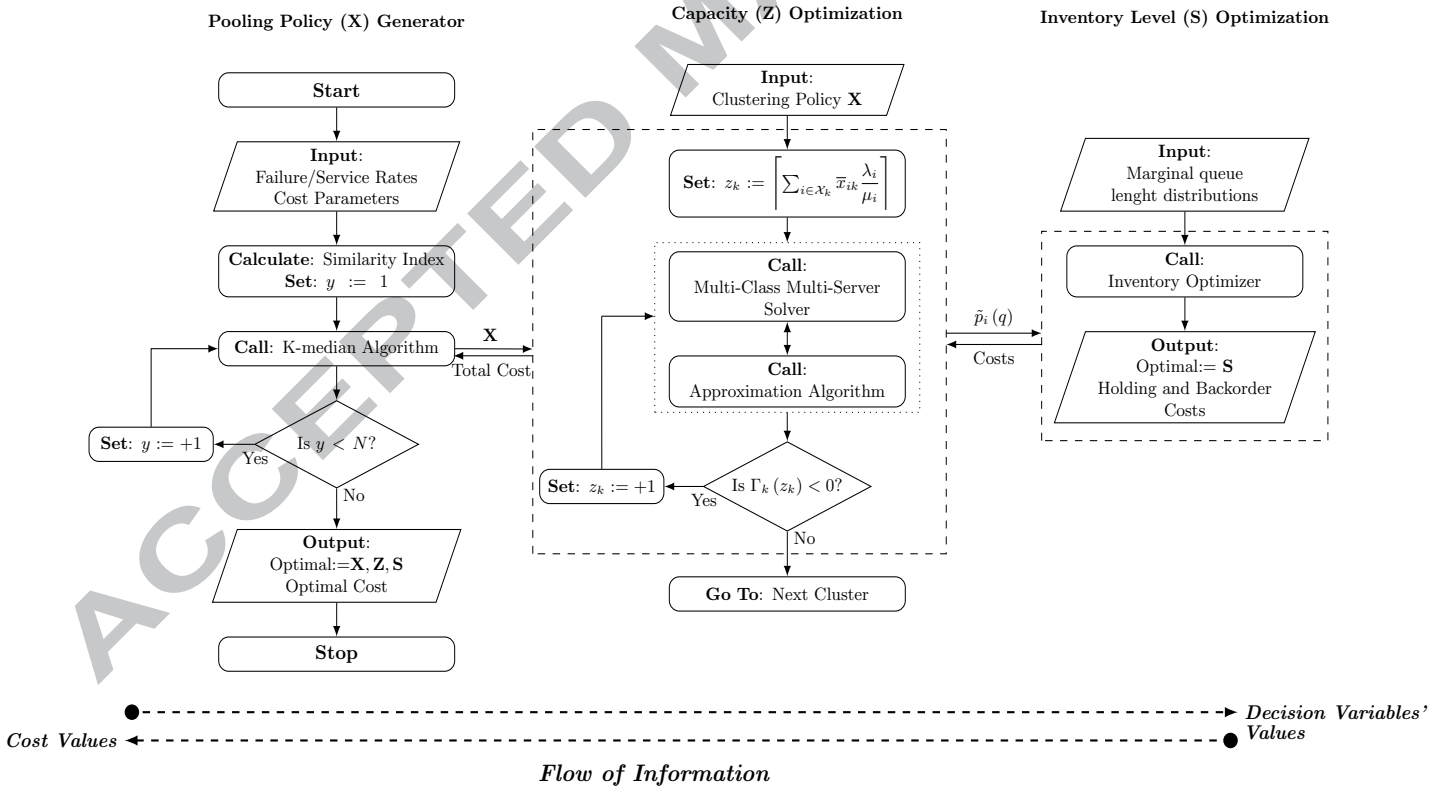 Pooling Policy (X) Generator
Start
Input:
Failure/Service Rates
Cost Parameters
Calculate: Similarity Index
Set: y := 1
Call: K-median Algorithm
Set: y := +1
Is y < N?
Yes
No
Output:
Optimal:=X, Z, S
Optimal Cost
Stop
X
Total Cost
Capacity (Z) Optimization
Input:
Clustering Policy X
Set: z_k := ⌈∑_{i∈𝒳_k} x̅_{ik} λ_i/μ_i⌉
Call:
Multi-Class Multi-Server
Solver
Call:
Approximation Algorithm
Set: z_k := +1
Is Γ_k (z_k) < 0?
Yes
No
Go To: Next Cluster
p̃_i (q)
Costs
Inventory Level (S) Optimization
Input:
Marginal queue
lenght distributions
Call:
Inventory Optimizer
Output:
Optimal:= S
Holding and Backorder
Costs
Decision Variables'
Values
Cost Values
Flow of Information
ACCEPTED M